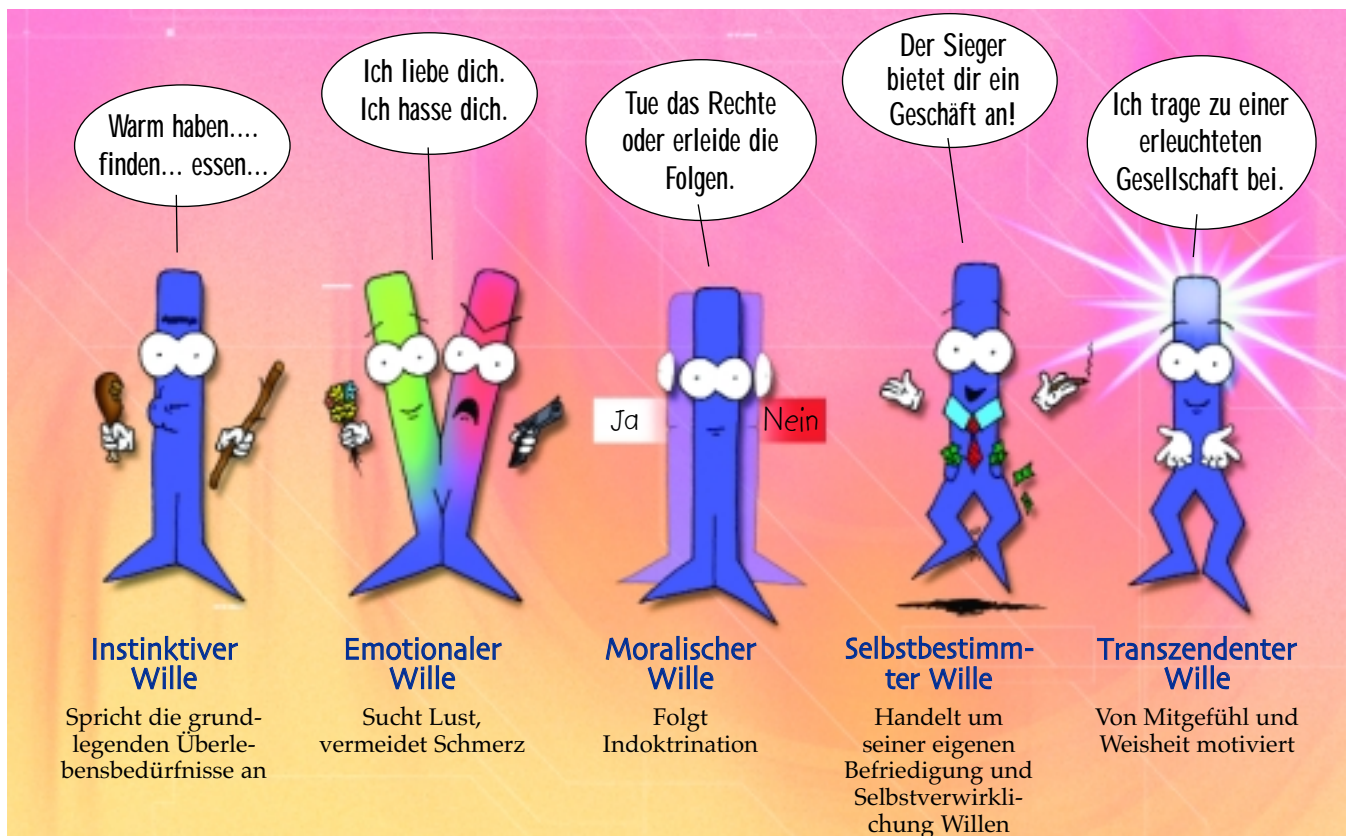 Warm haben....
finden... essen...
Ich liebe dich.
Ich hasse dich.
Tue das Rechte
oder erleide die
Folgen.
Der Sieger
bietet dir ein
Geschäft an!
Ich trage zu einer
erleuchteten
Gesellschaft bei.
Ja
Nein
Instinktiver
Wille
Spricht die grund-
legenden Überle-
bensbedürfnisse an
Emotionaler
Wille
Sucht Lust,
vermeidet Schmerz
Moralischer
Wille
Folgt
Indoktrination
Selbstbestimm-
ter Wille
Handelt um
seiner eigenen
Befriedigung und
Selbstverwirkli-
chung Willen
Transzendenter
Wille
Von Mitgefühl und
Weisheit motiviert